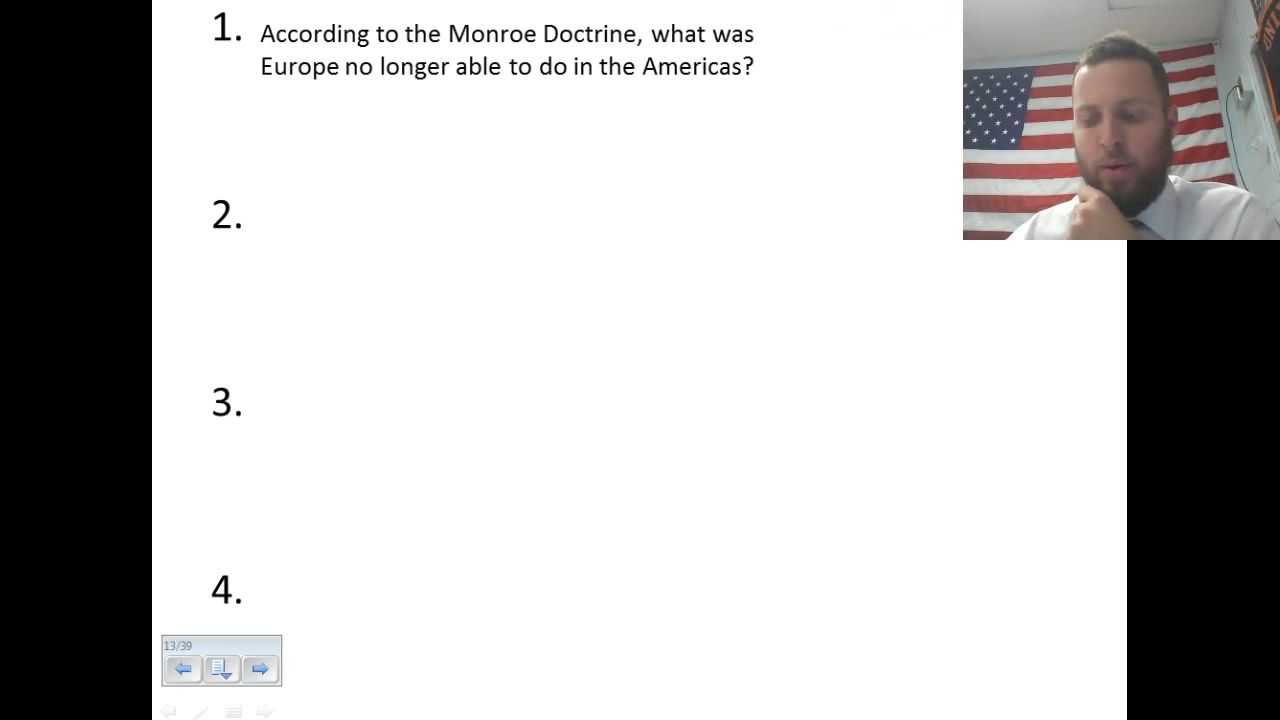 1. According to the Monroe Doctrine, what was
Europe no longer able to do in the Americas?
2.
3.
4.
13/39